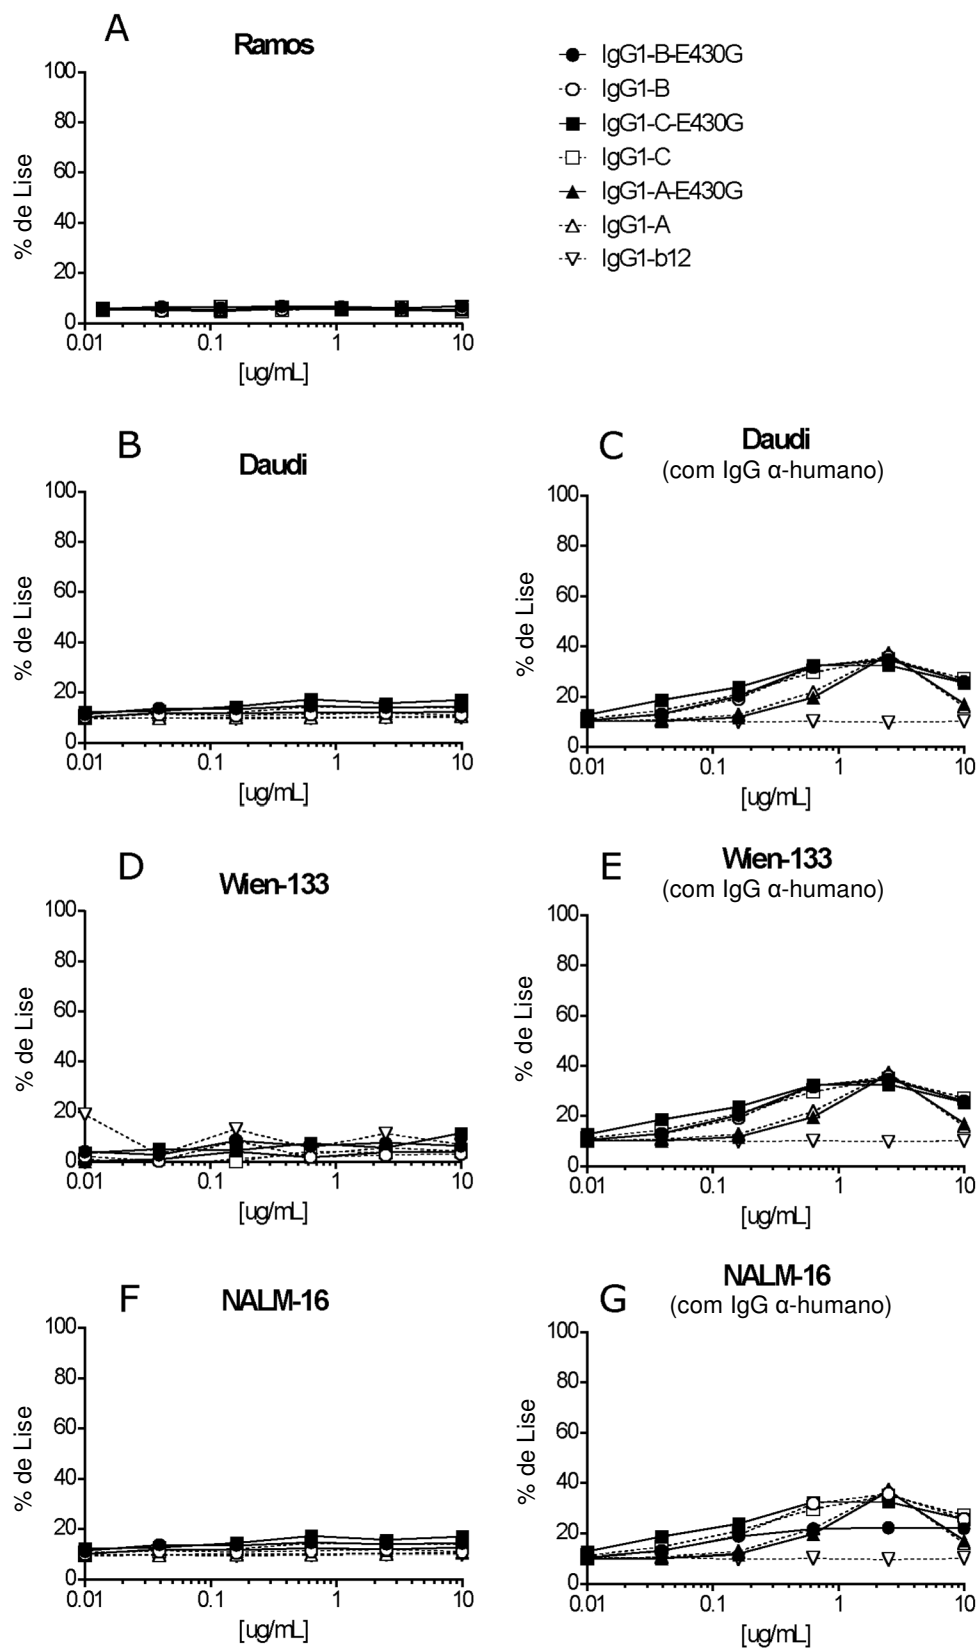 A
Ramos
100
80
60
40
20
0
% de Lise
0.01 0.1 1 10
[ug/mL]
IgG1-B-E430G
IgG1-B
IgG1-C-E430G
IgG1-C
IgG1-A-E430G
IgG1-A
IgG1-b12
B
Daudi
100
80
60
40
20
0
% de Lise
0.01 0.1 1 10
[ug/mL]
C
Daudi
(com IgG α-humano)
100
80
60
40
20
0
% de Lise
0.01 0.1 1 10
[ug/mL]
D
Wien-133
100
80
60
40
20
0
% de Lise
0.01 0.1 1 10
[ug/mL]
E
Wien-133
(com IgG α-humano)
100
80
60
40
20
0
% de Lise
0.01 0.1 1 10
[ug/mL]
F
NALM-16
100
80
60
40
20
0
% de Lise
0.01 0.1 1 10
[ug/mL]
G
NALM-16
(com IgG α-humano)
100
80
60
40
20
0
% de Lise
0.01 0.1 1 10
[ug/mL]